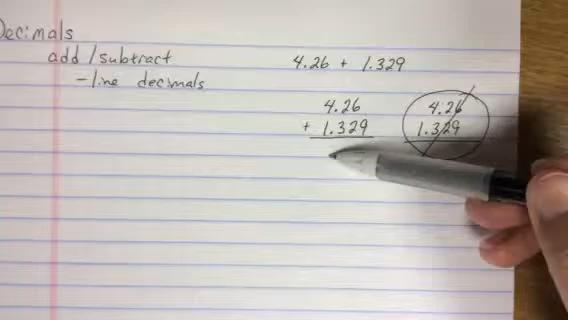 Decimals
add/subtract
- line decimals
4.26 + 1.329
4.26
+ 1.329
4.26
1.329